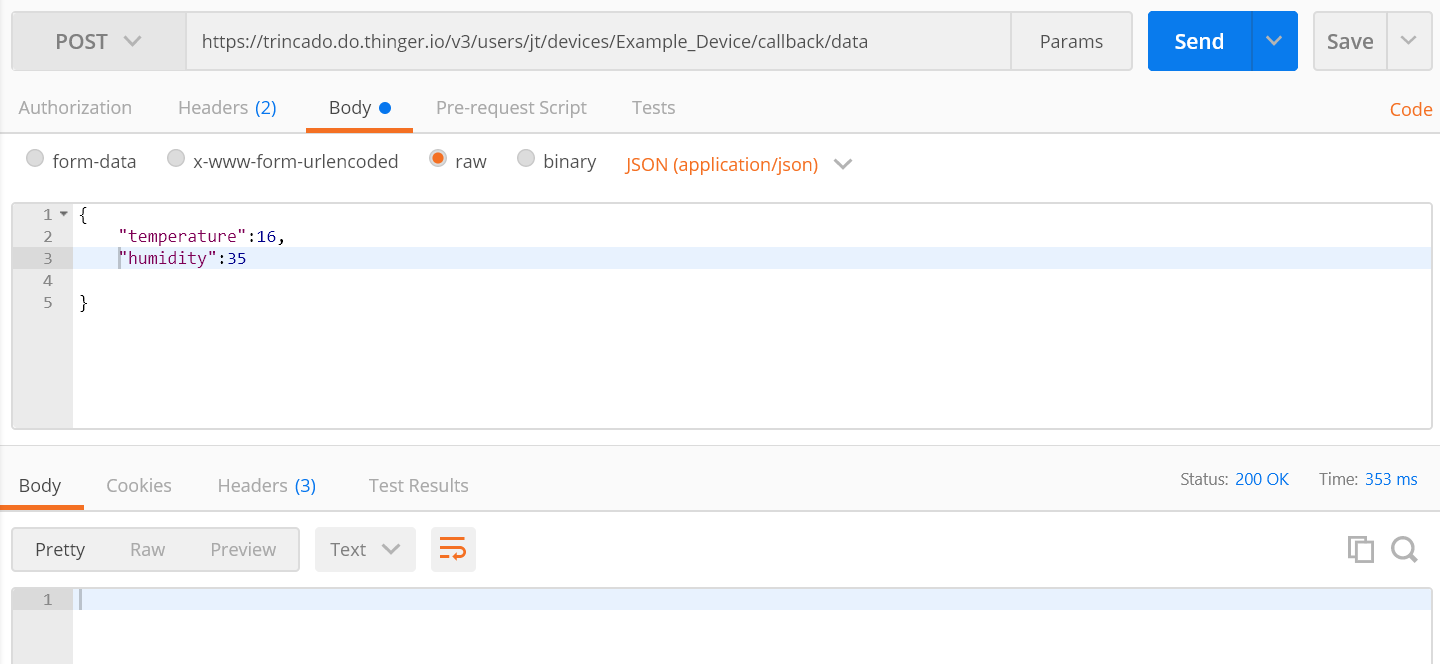 POST https://trincado.do.thinger.io/v3/users/jt/devices/Example_Device/callback/data Params Send Save
Authorization Headers (2) Body Pre-request Script Tests Code
form-data x-www-form-urlencoded raw binary JSON (application/json)
1 {
2 "temperature":16,
3 "humidity":35
4
5 }
Body Cookies Headers (3) Test Results Status: 200 OK Time: 353 ms
Pretty Raw Preview Text
1